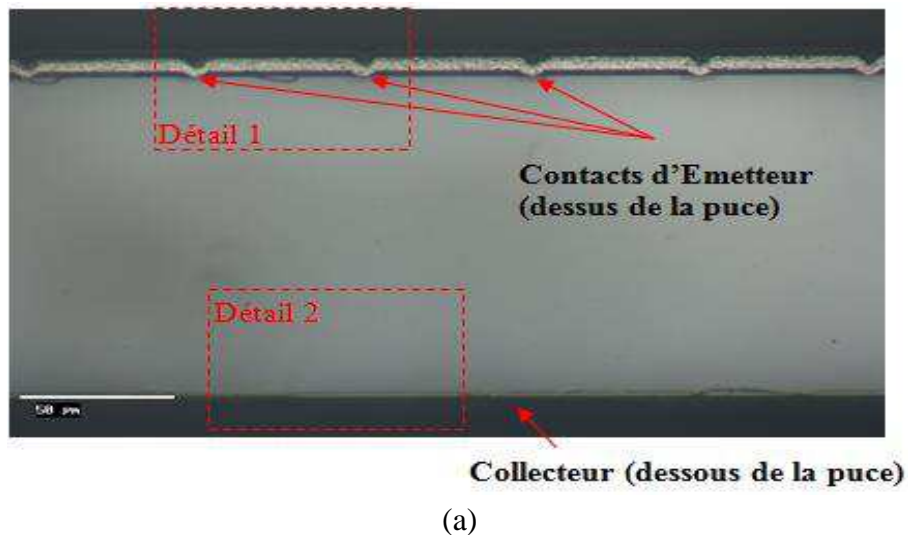 Détail 1
Contacts d'Emetteur
(dessus de la puce)
Détail 2
50 µm
Collecteur (dessous de la puce)
(a)